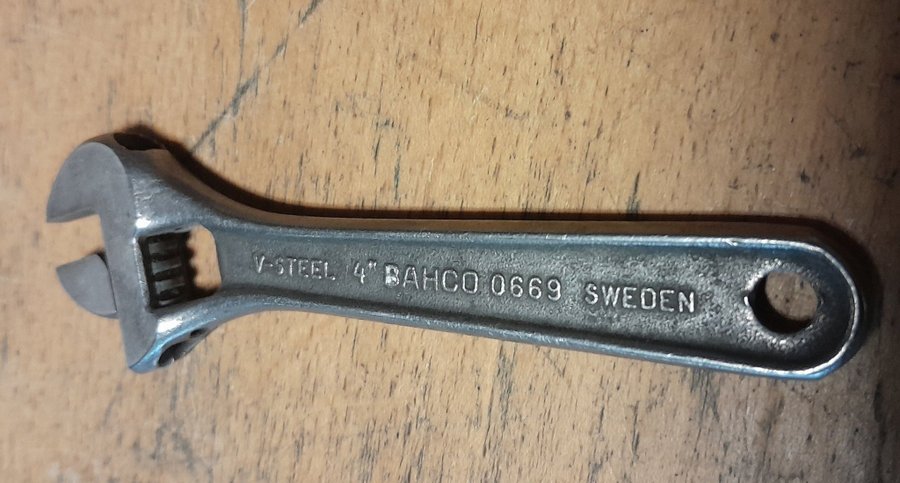 V-STEEL 4" BAHCO 0669 SWEDEN